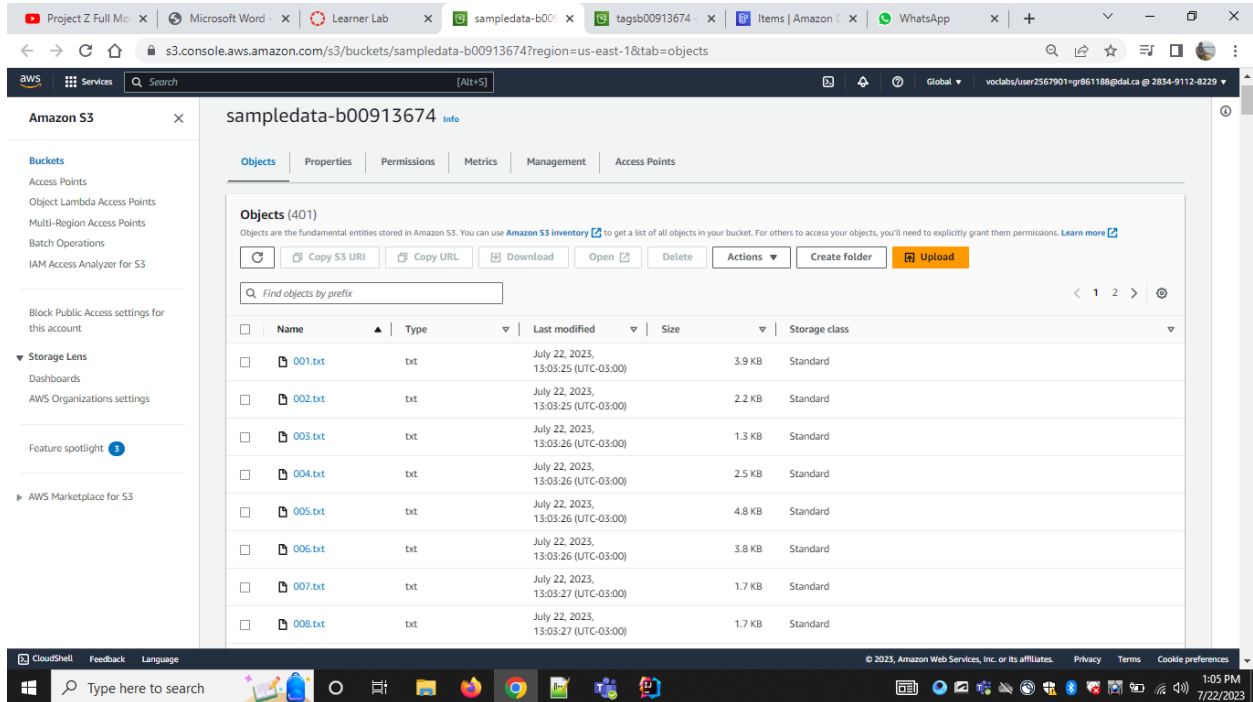 Project Z Full Mo
Microsoft Word -
Learner Lab
sampledata-b009
tagsb00913674 -
Items | Amazon D
WhatsApp
s3.console.aws.amazon.com/s3/buckets/sampledata-b00913674?region=us-east-1&tab=objects
aws
Services
Search
[Alt+S]
Global
voclabs/user2567901=gr861188@dal.ca @ 2834-9112-8229
Amazon S3
Buckets
Access Points
Object Lambda Access Points
Multi-Region Access Points
Batch Operations
IAM Access Analyzer for S3
Block Public Access settings for
this account
Storage Lens
Dashboards
AWS Organizations settings
Feature spotlight 3
AWS Marketplace for S3
sampledata-b00913674 Info
Objects Properties Permissions Metrics Management Access Points
Objects (401)
Objects are the fundamental entities stored in Amazon S3. You can use Amazon S3 inventory to get a list of all objects in your bucket. For others to access your objects, you'll need to explicitly grant them permissions. Learn more
Copy S3 URI Copy URL Download Open Delete Actions Create folder Upload
Find objects by prefix
1 2
Name Type Last modified Size Storage class
001.txt txt July 22, 2023, 3.9 KB Standard
13:03:25 (UTC-03:00)
002.txt txt July 22, 2023, 2.2 KB Standard
13:03:25 (UTC-03:00)
003.txt txt July 22, 2023, 1.3 KB Standard
13:03:26 (UTC-03:00)
004.txt txt July 22, 2023, 2.5 KB Standard
13:03:26 (UTC-03:00)
005.txt txt July 22, 2023, 4.8 KB Standard
13:03:26 (UTC-03:00)
006.txt txt July 22, 2023, 3.8 KB Standard
13:03:26 (UTC-03:00)
007.txt txt July 22, 2023, 1.7 KB Standard
13:03:27 (UTC-03:00)
008.txt txt July 22, 2023, 1.7 KB Standard
13:03:27 (UTC-03:00)
CloudShell Feedback Language
© 2023, Amazon Web Services, Inc. or its affiliates. Privacy Terms Cookie preferences
Type here to search
1:05 PM
7/22/2023